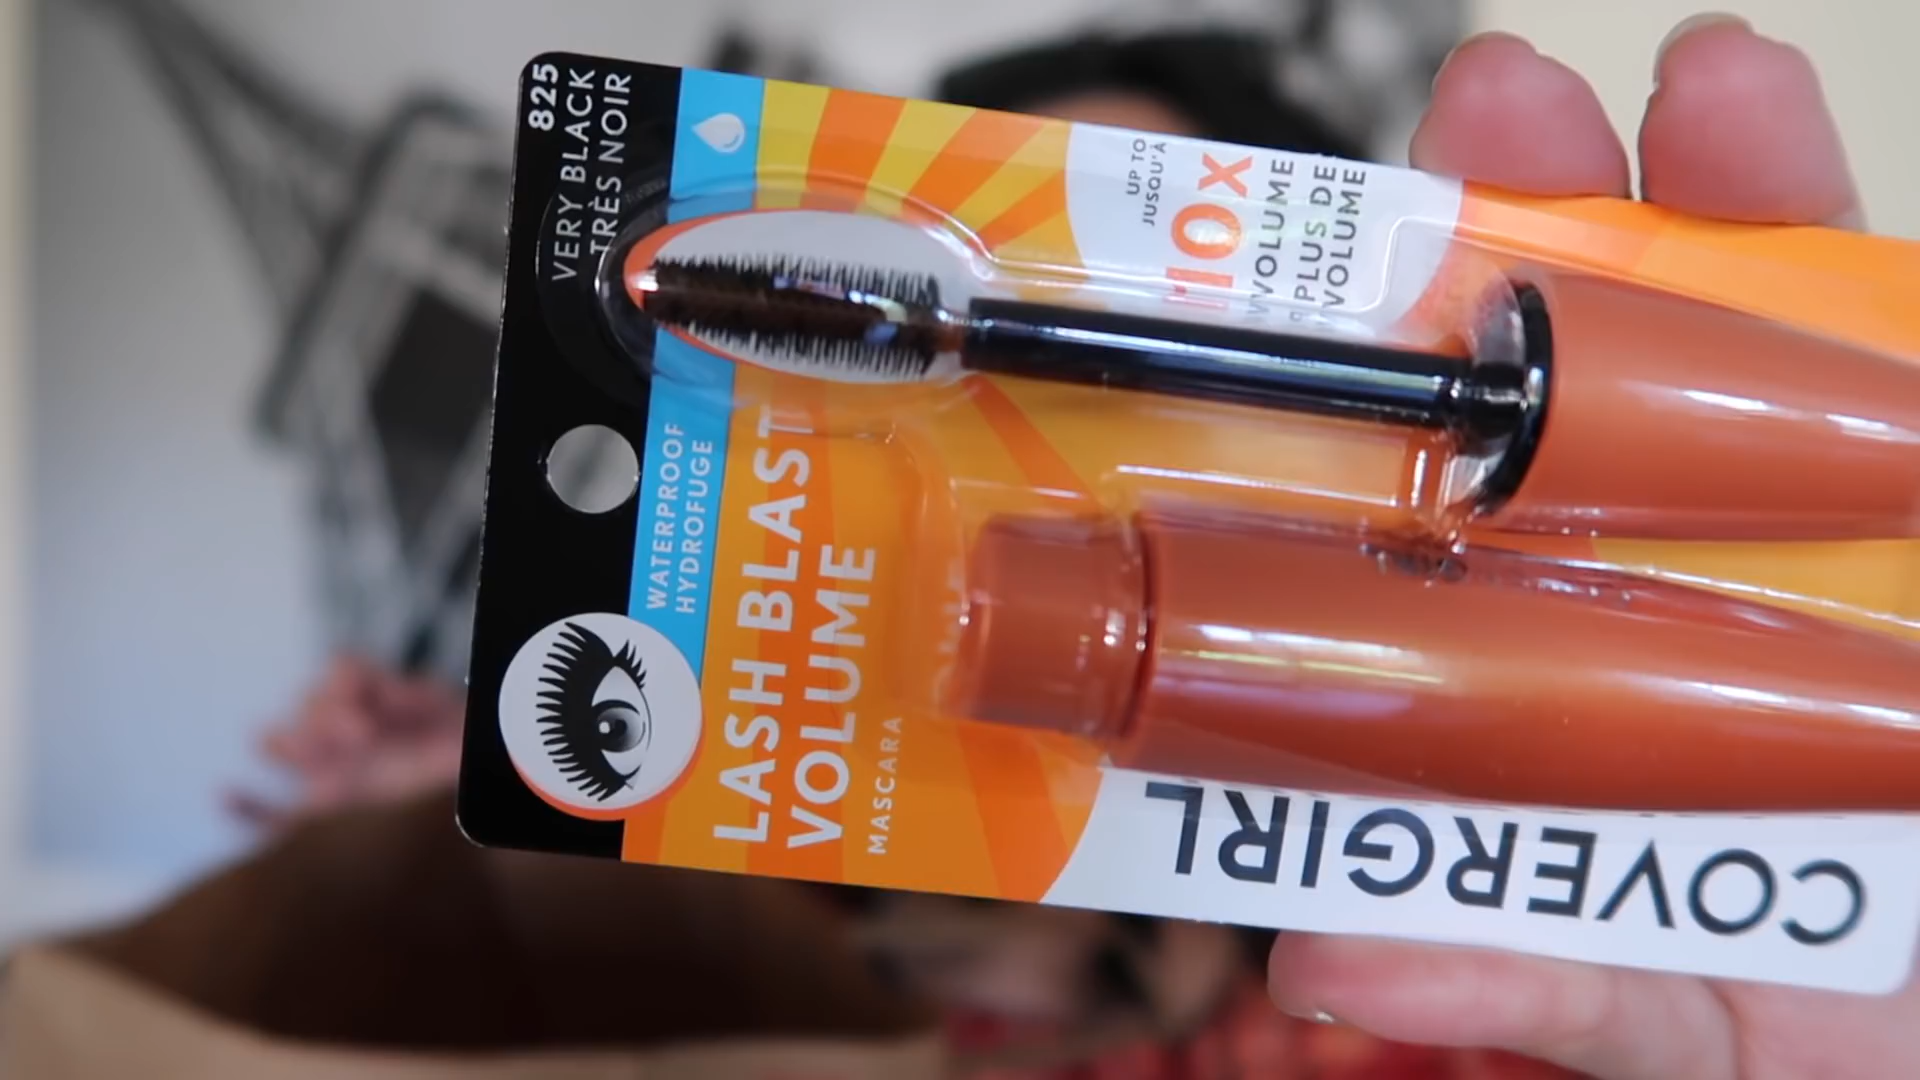 825
VERY BLACK
TRÈS NOIR
WATERPROOF
HYDROFUGE
LASH BLAST
VOLUME
MASCARA
UP TO
JUSQU'À
10X
VOLUME
PLUS DE
VOLUME
COVERGIRL